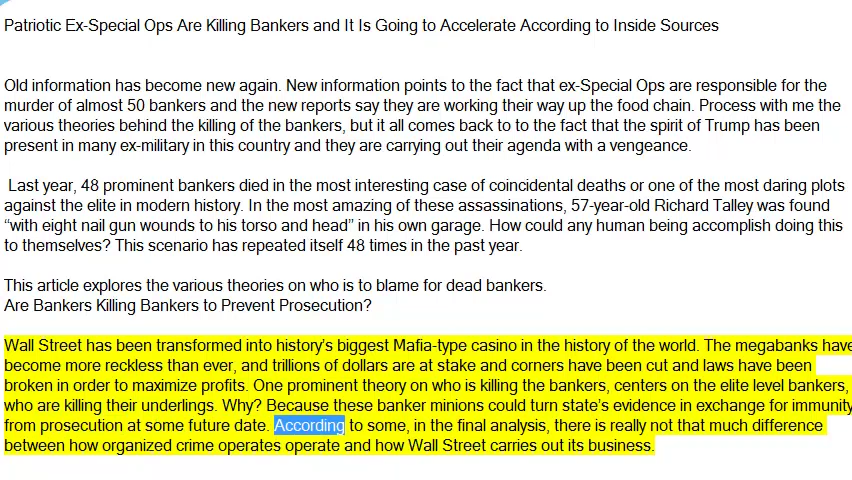 Patriotic Ex-Special Ops Are Killing Bankers and It Is Going to Accelerate According to Inside Sources
Old information has become new again. New information points to the fact that ex-Special Ops are responsible for the
murder of almost 50 bankers and the new reports say they are working their way up the food chain. Process with me the
various theories behind the killing of the bankers, but it all comes back to to the fact that the spirit of Trump has been
present in many ex-military in this country and they are carrying out their agenda with a vengeance.
Last year, 48 prominent bankers died in the most interesting case of coincidental deaths or one of the most daring plots
against the elite in modern history. In the most amazing of these assassinations, 57-year-old Richard Talley was found
“with eight nail gun wounds to his torso and head” in his own garage. How could any human being accomplish doing this
to themselves? This scenario has repeated itself 48 times in the past year.
This article explores the various theories on who is to blame for dead bankers.
Are Bankers Killing Bankers to Prevent Prosecution?
Wall Street has been transformed into history’s biggest Mafia-type casino in the history of the world. The megabanks have
become more reckless than ever, and trillions of dollars are at stake and corners have been cut and laws have been
broken in order to maximize profits. One prominent theory on who is killing the bankers, centers on the elite level bankers,
who are killing their underlings. Why? Because these banker minions could turn state’s evidence in exchange for immunity
from prosecution at some future date. According to some, in the final analysis, there is really not that much difference
between how organized crime operates operate and how Wall Street carries out its business.